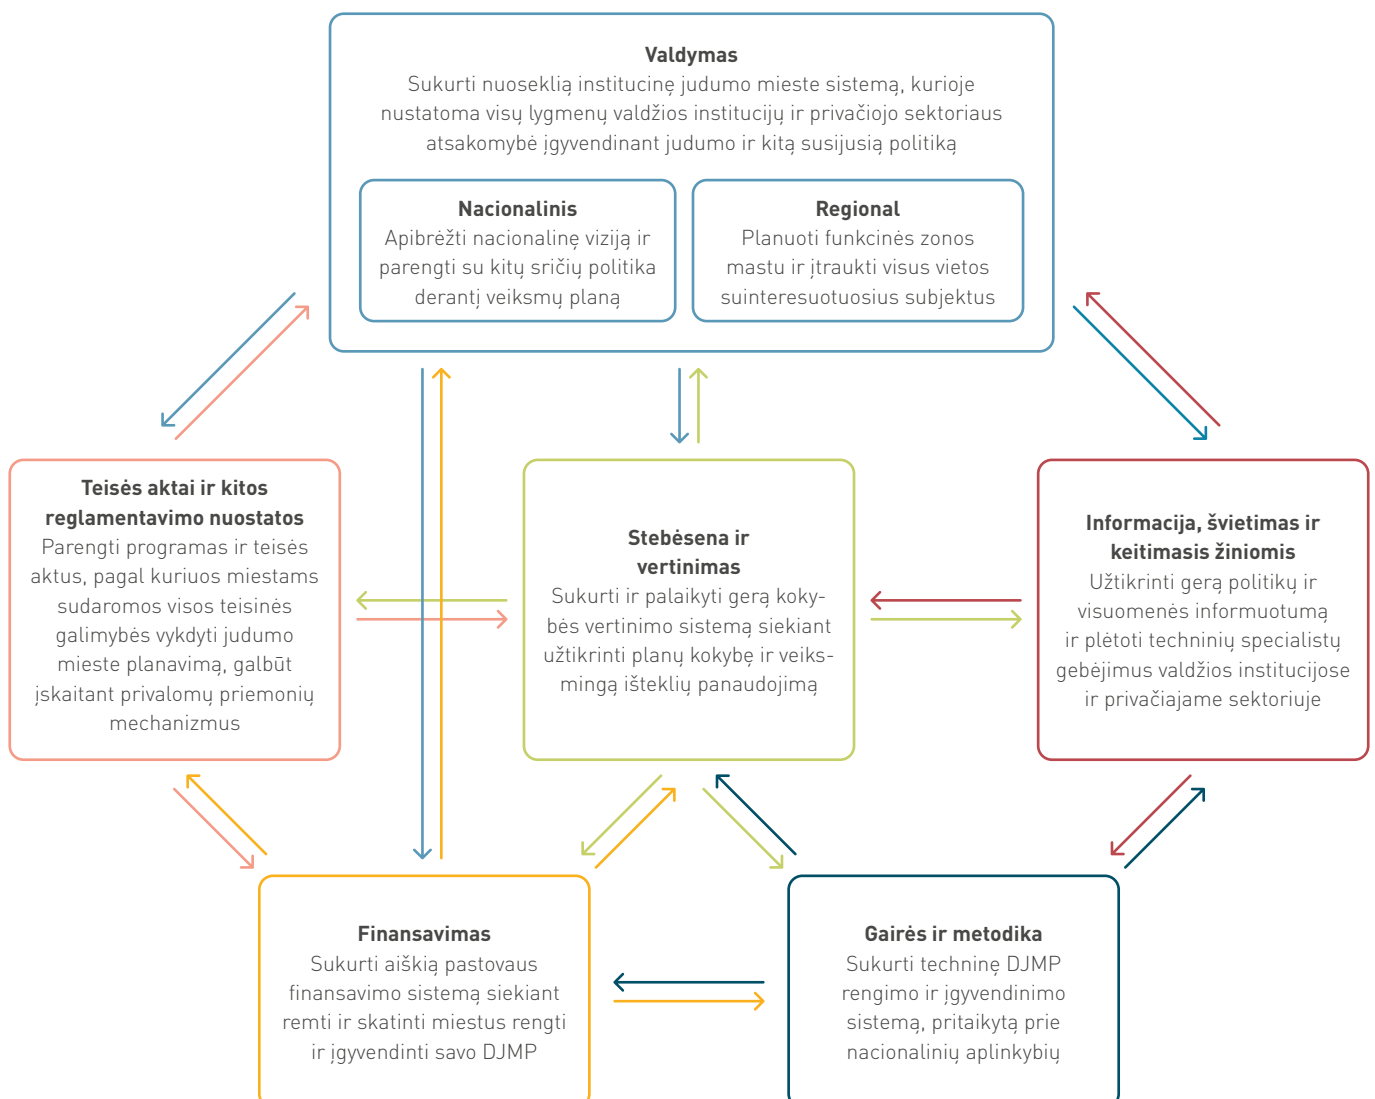 Valdymas
Sukurti nuoseklią institucinę judumo mieste sistemą, kurioje
nustatoma visų lygmenų valdžios institucijų ir privačiojo sektoriaus
atsakomybė įgyvendinant judumo ir kitą susijusią politiką
Nacionalinis
Apibrėžti nacionalinę viziją ir
parengti su kitų sričių politika
derantį veiksmų planą
Regional
Planuoti funkcinės zonos
mastu ir įtraukti visus vietos
suinteresuotuosius subjektus
Teisės aktai ir kitos
reglamentavimo nuostatos
Parengti programas ir teisės
aktus, pagal kuriuos miestams
sudaromos visos teisinės
galimybės vykdyti judumo
mieste planavimą, galbūt
įskaitant privalomų priemonių
mechanizmus
Stebėsena ir
vertinimas
Sukurti ir palaikyti gerą koky-
bės vertinimo sistemą siekiant
užtikrinti planų kokybę ir veiks-
mingą išteklių panaudojimą
Informacija, švietimas ir
keitimasis žiniomis
Užtikrinti gerą politikų ir
visuomenės informuotumą
ir plėtoti techninių specialistų
gebėjimus valdžios institucijose
ir privačiajame sektoriuje
Finansavimas
Sukurti aiškią pastovaus
finansavimo sistemą siekiant
remti ir skatinti miestus rengti
ir įgyvendinti savo DJMP
Gairės ir metodika
Sukurti techninę DJMP
rengimo ir įgyvendinimo
sistemą, pritaikytą prie
nacionalinių aplinkybių